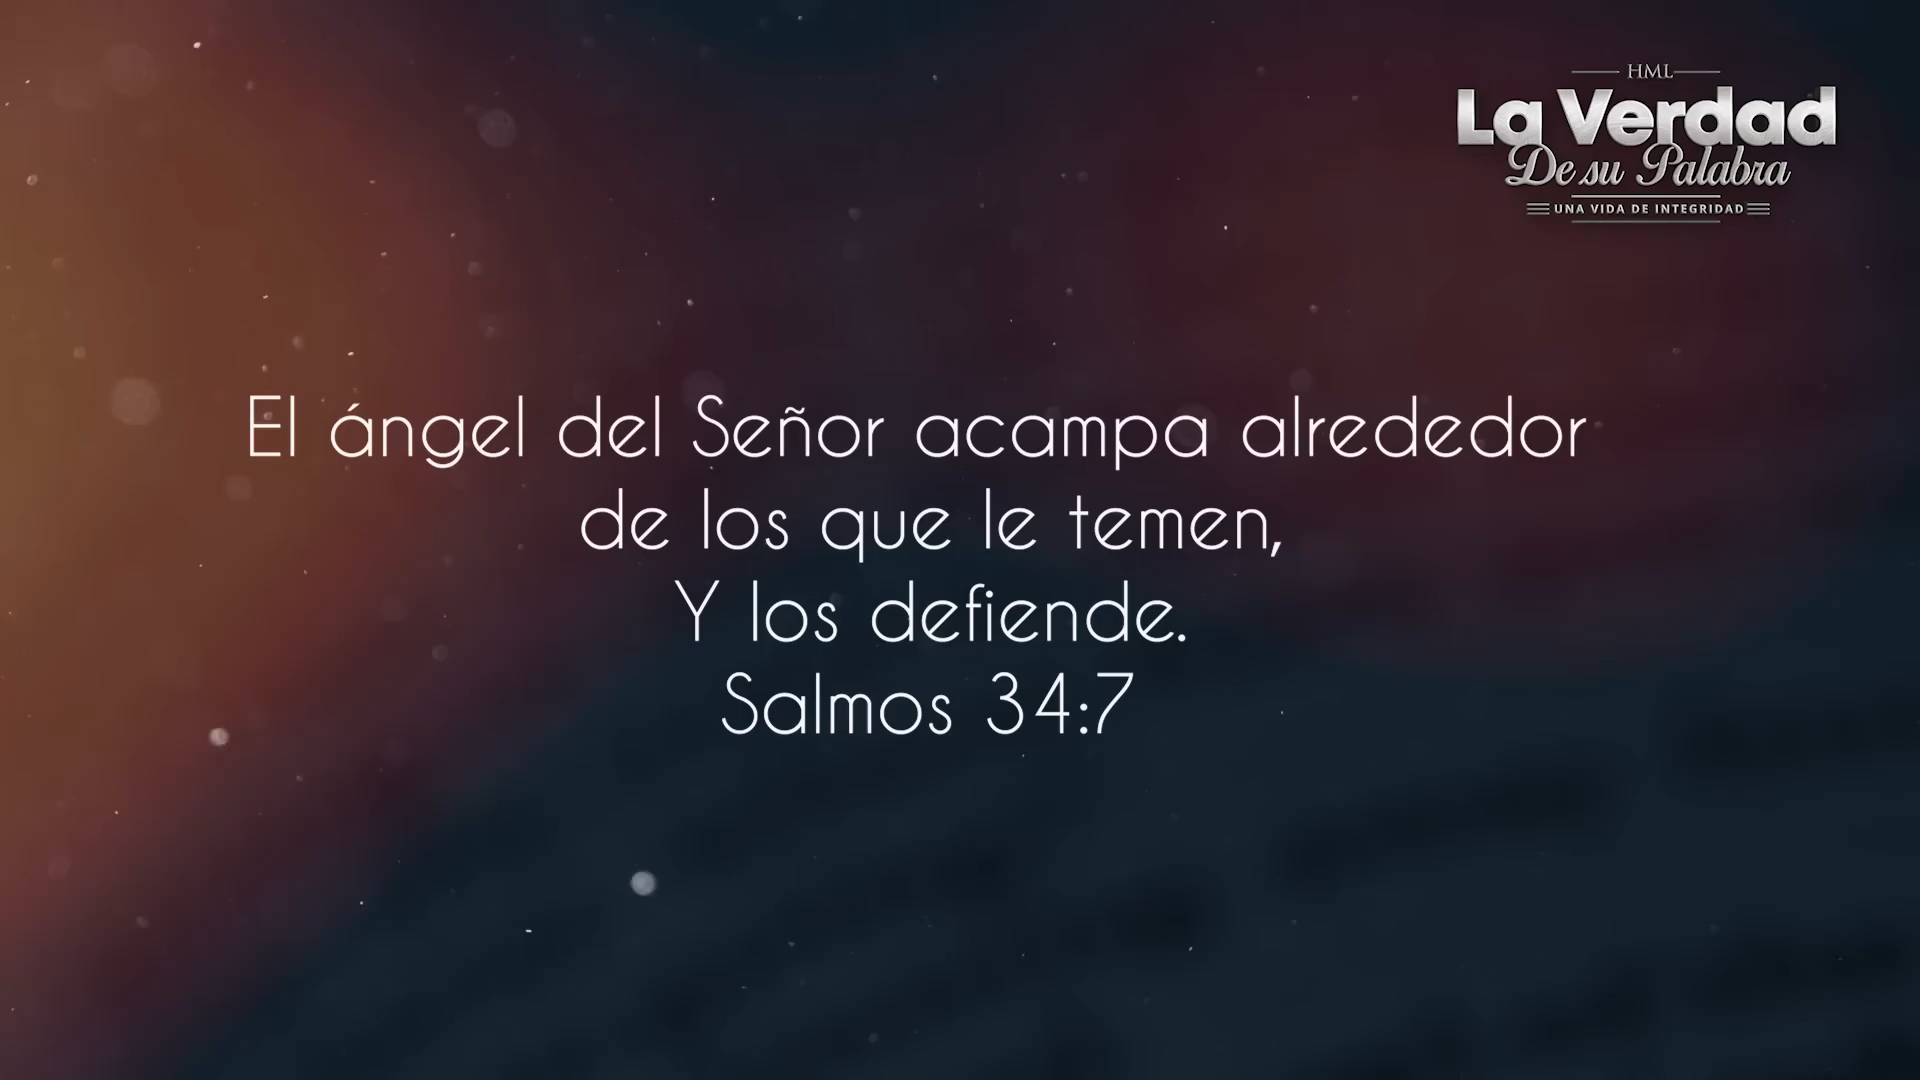 HML
La Verdad
De su Palabra
UNA VIDA DE INTEGRIDAD
El ángel del Señor acampa alrededor
de los que le temen,
Y los defiende.
Salmos 34:7